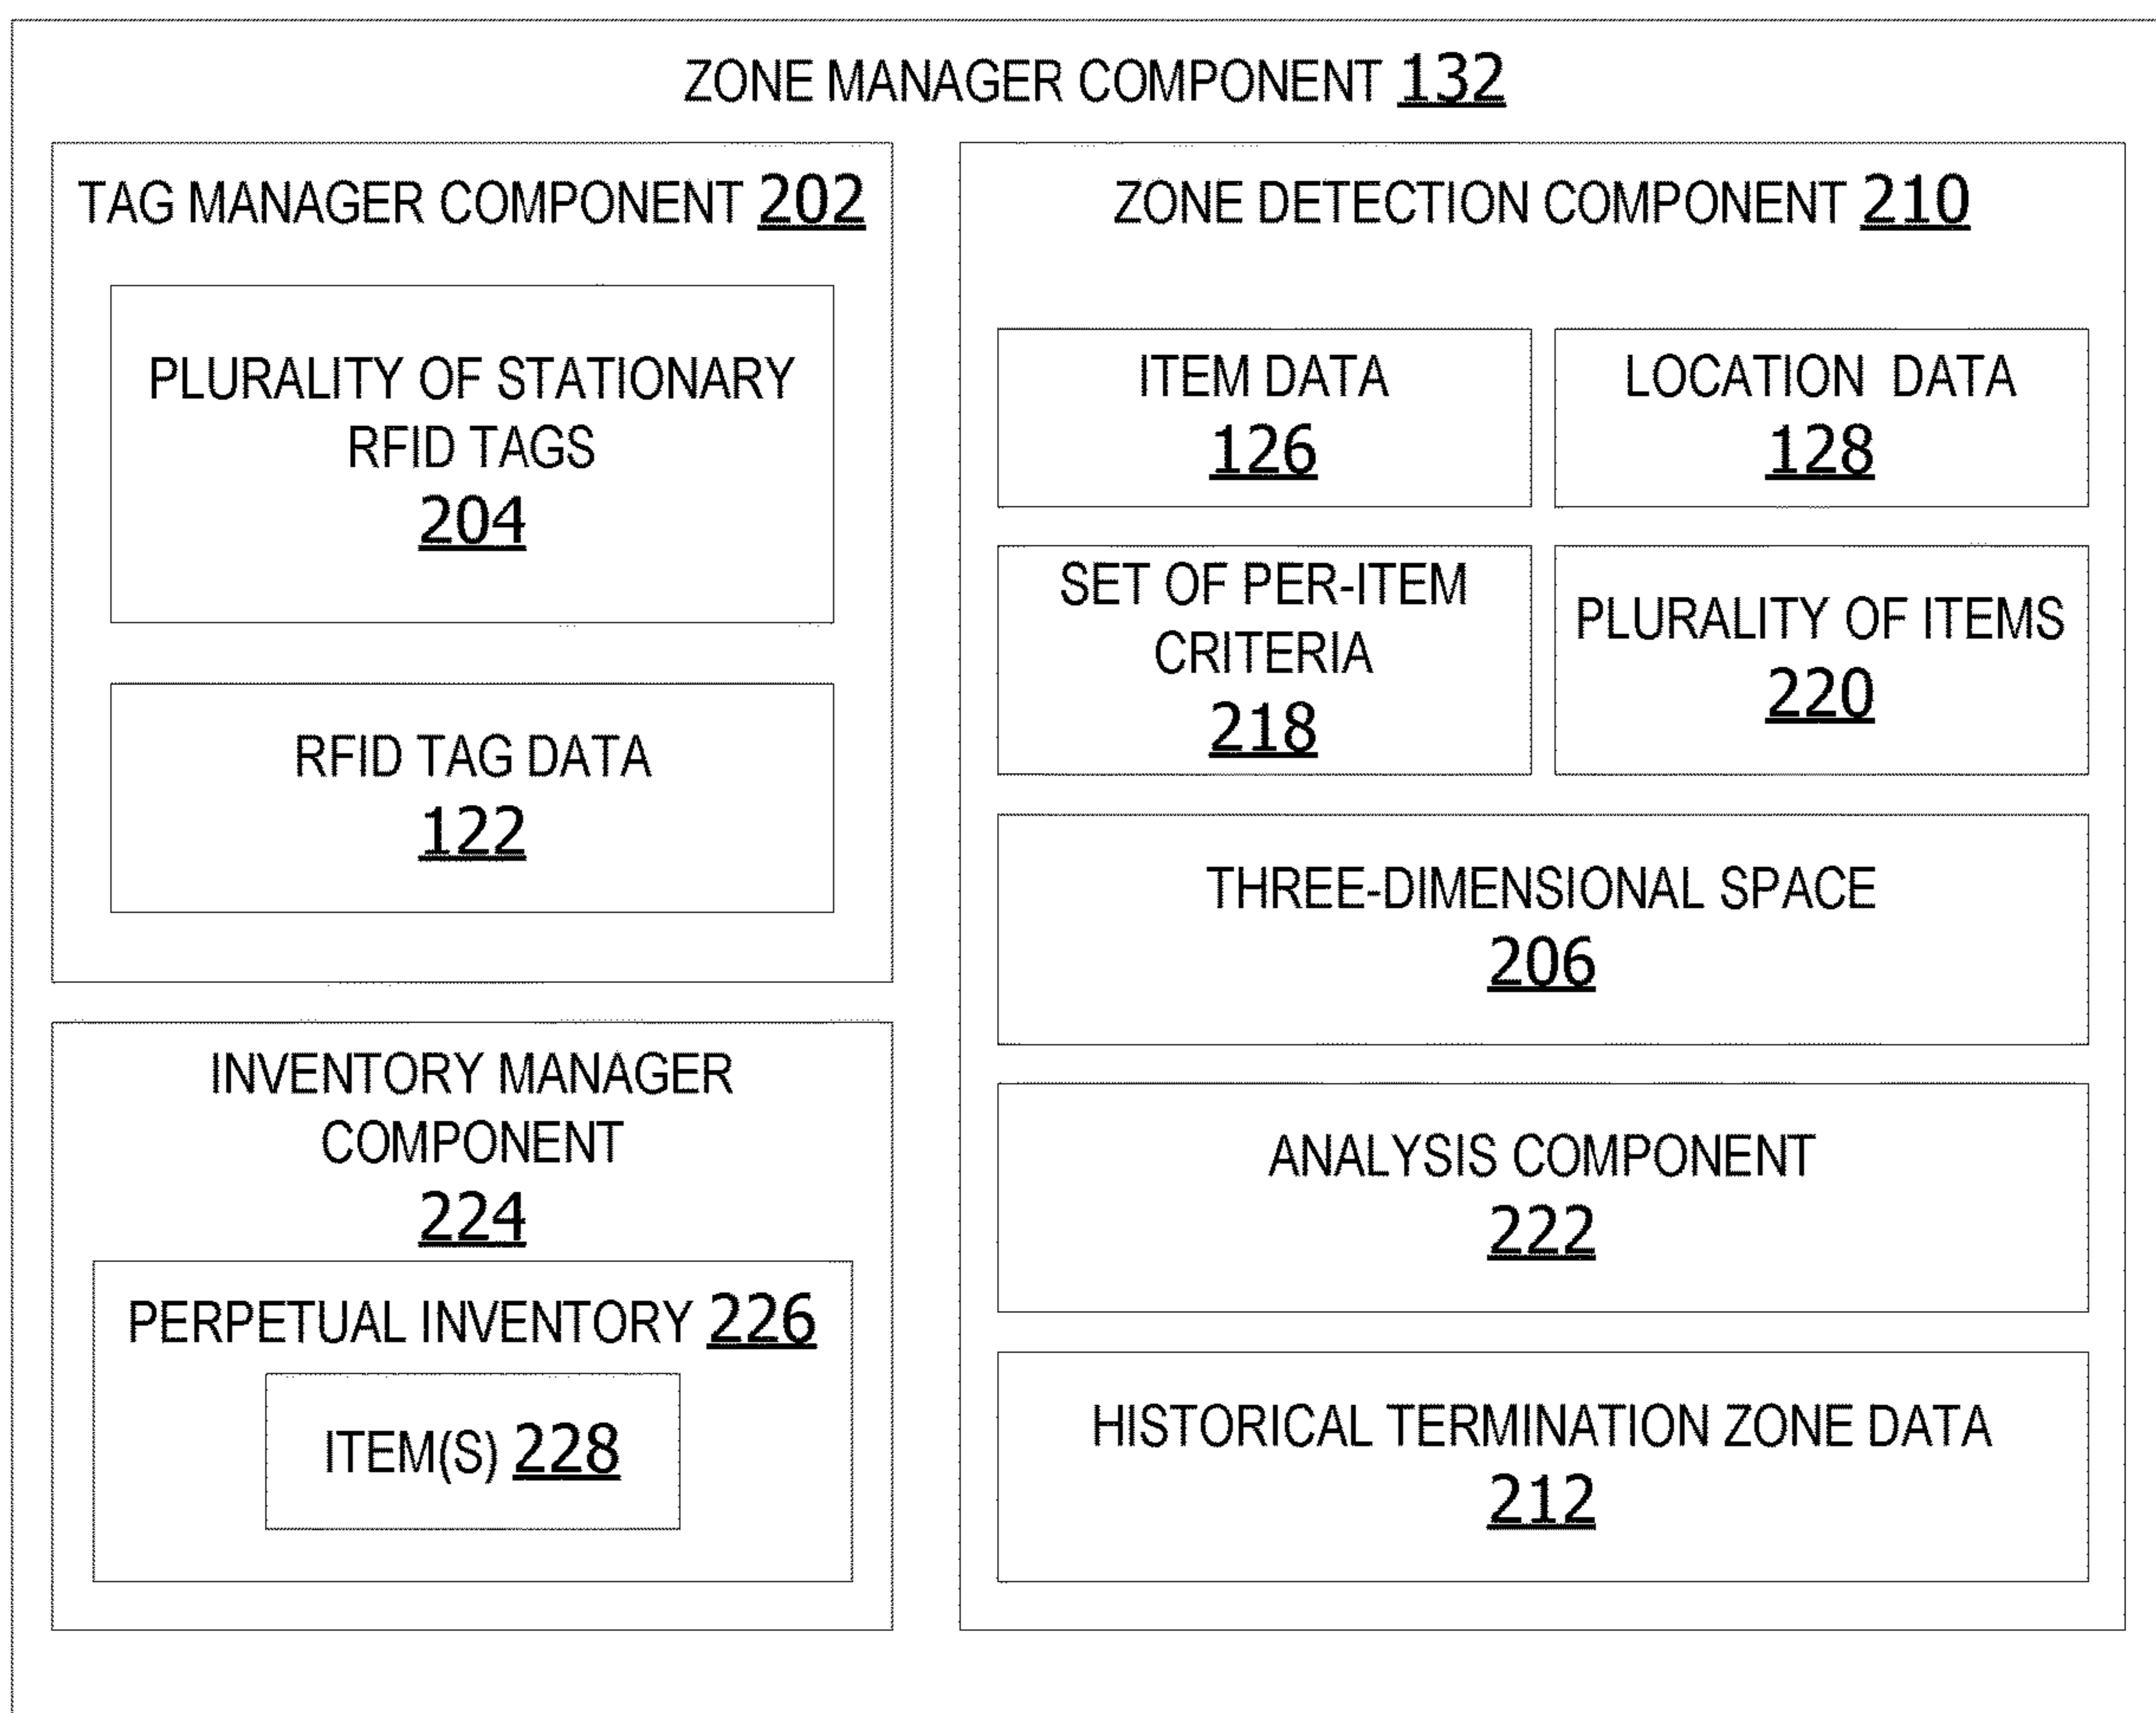 ZONE MANAGER COMPONENT 132
TAG MANAGER COMPONENT 202
PLURALITY OF STATIONARY
RFID TAGS
204
RFID TAG DATA
122
INVENTORY MANAGER
COMPONENT
224
PERPETUAL INVENTORY 226
ITEM(S) 228
ZONE DETECTION COMPONENT 210
ITEM DATA
126
LOCATION DATA
128
SET OF PER-ITEM
CRITERIA
218
PLURALITY OF ITEMS
220
THREE-DIMENSIONAL SPACE
206
ANALYSIS COMPONENT
222
HISTORICAL TERMINATION ZONE DATA
212